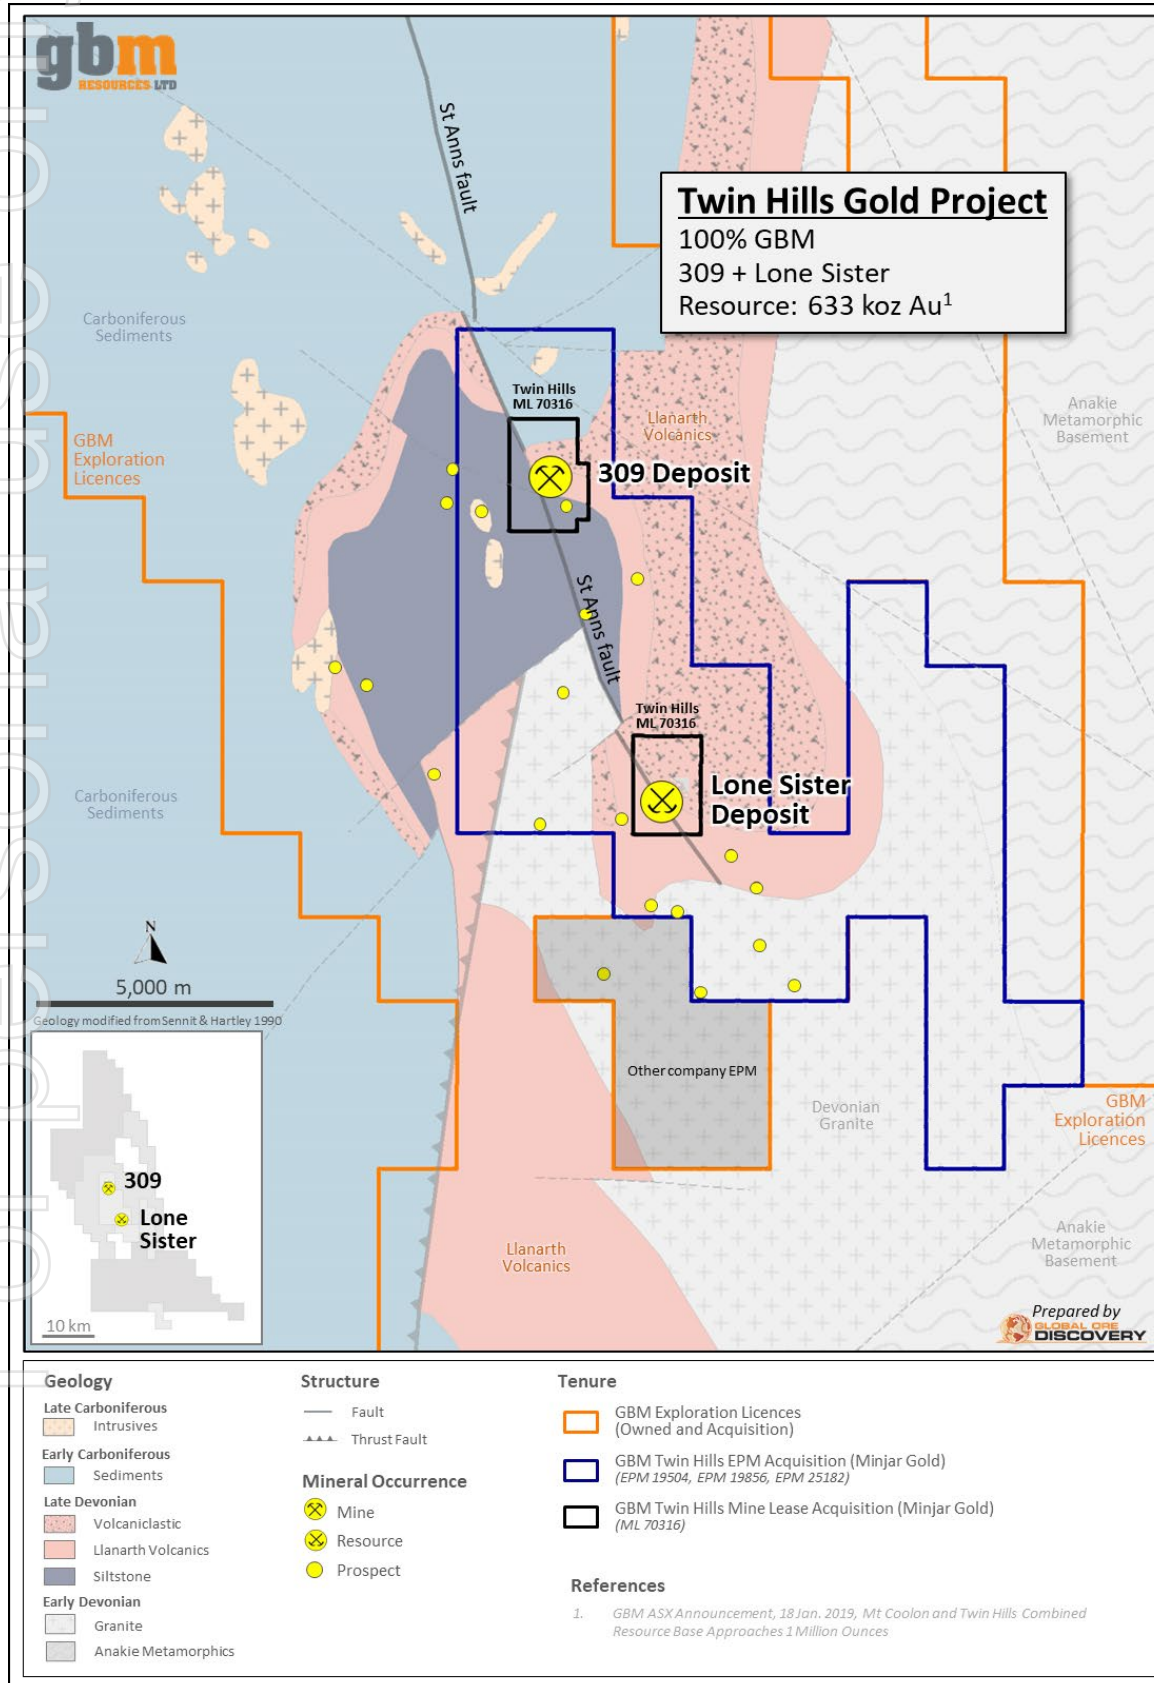 gbm
RESOURCES LTD
St Anns fault
Twin Hills Gold Project
100% GBM
309 + Lone Sister
Resource: 633 koz Au1
Carboniferous
Sediments
Twin Hills
ML 70316
Llanarth
Volcanics
Anakie
Metamorphic
Basement
GBM
Exploration
Licences
309 Deposit
St Anns fault
Twin Hills
ML 70316
Lone Sister
Deposit
Carboniferous
Sediments
N
5,000 m
Geology modified from Sennit & Hartley 1990
Other company EPM
Devonian
Granite
GBM
Exploration
Licences
309
Lone
Sister
10 km
Llanarth
Volcanics
Anakie
Metamorphic
Basement
Prepared by
GLOBAL ORE
DISCOVERY
Geology
Late Carboniferous
Intrusives
Early Carboniferous
Sediments
Late Devonian
Volcaniclastic
Llanarth Volcanics
Siltstone
Early Devonian
Granite
Anakie Metamorphics
Structure
Fault
Thrust Fault
Mineral Occurrence
Mine
Resource
Prospect
Tenure
GBM Exploration Licences
(Owned and Acquisition)
GBM Twin Hills EPM Acquisition (Minjar Gold)
(EPM 19504, EPM 19856, EPM 25182)
GBM Twin Hills Mine Lease Acquisition (Minjar Gold)
(ML 70316)
References
1. GBM ASX Announcement, 18 Jan. 2019, Mt Coolon and Twin Hills Combined
Resource Base Approaches 1 Million Ounces